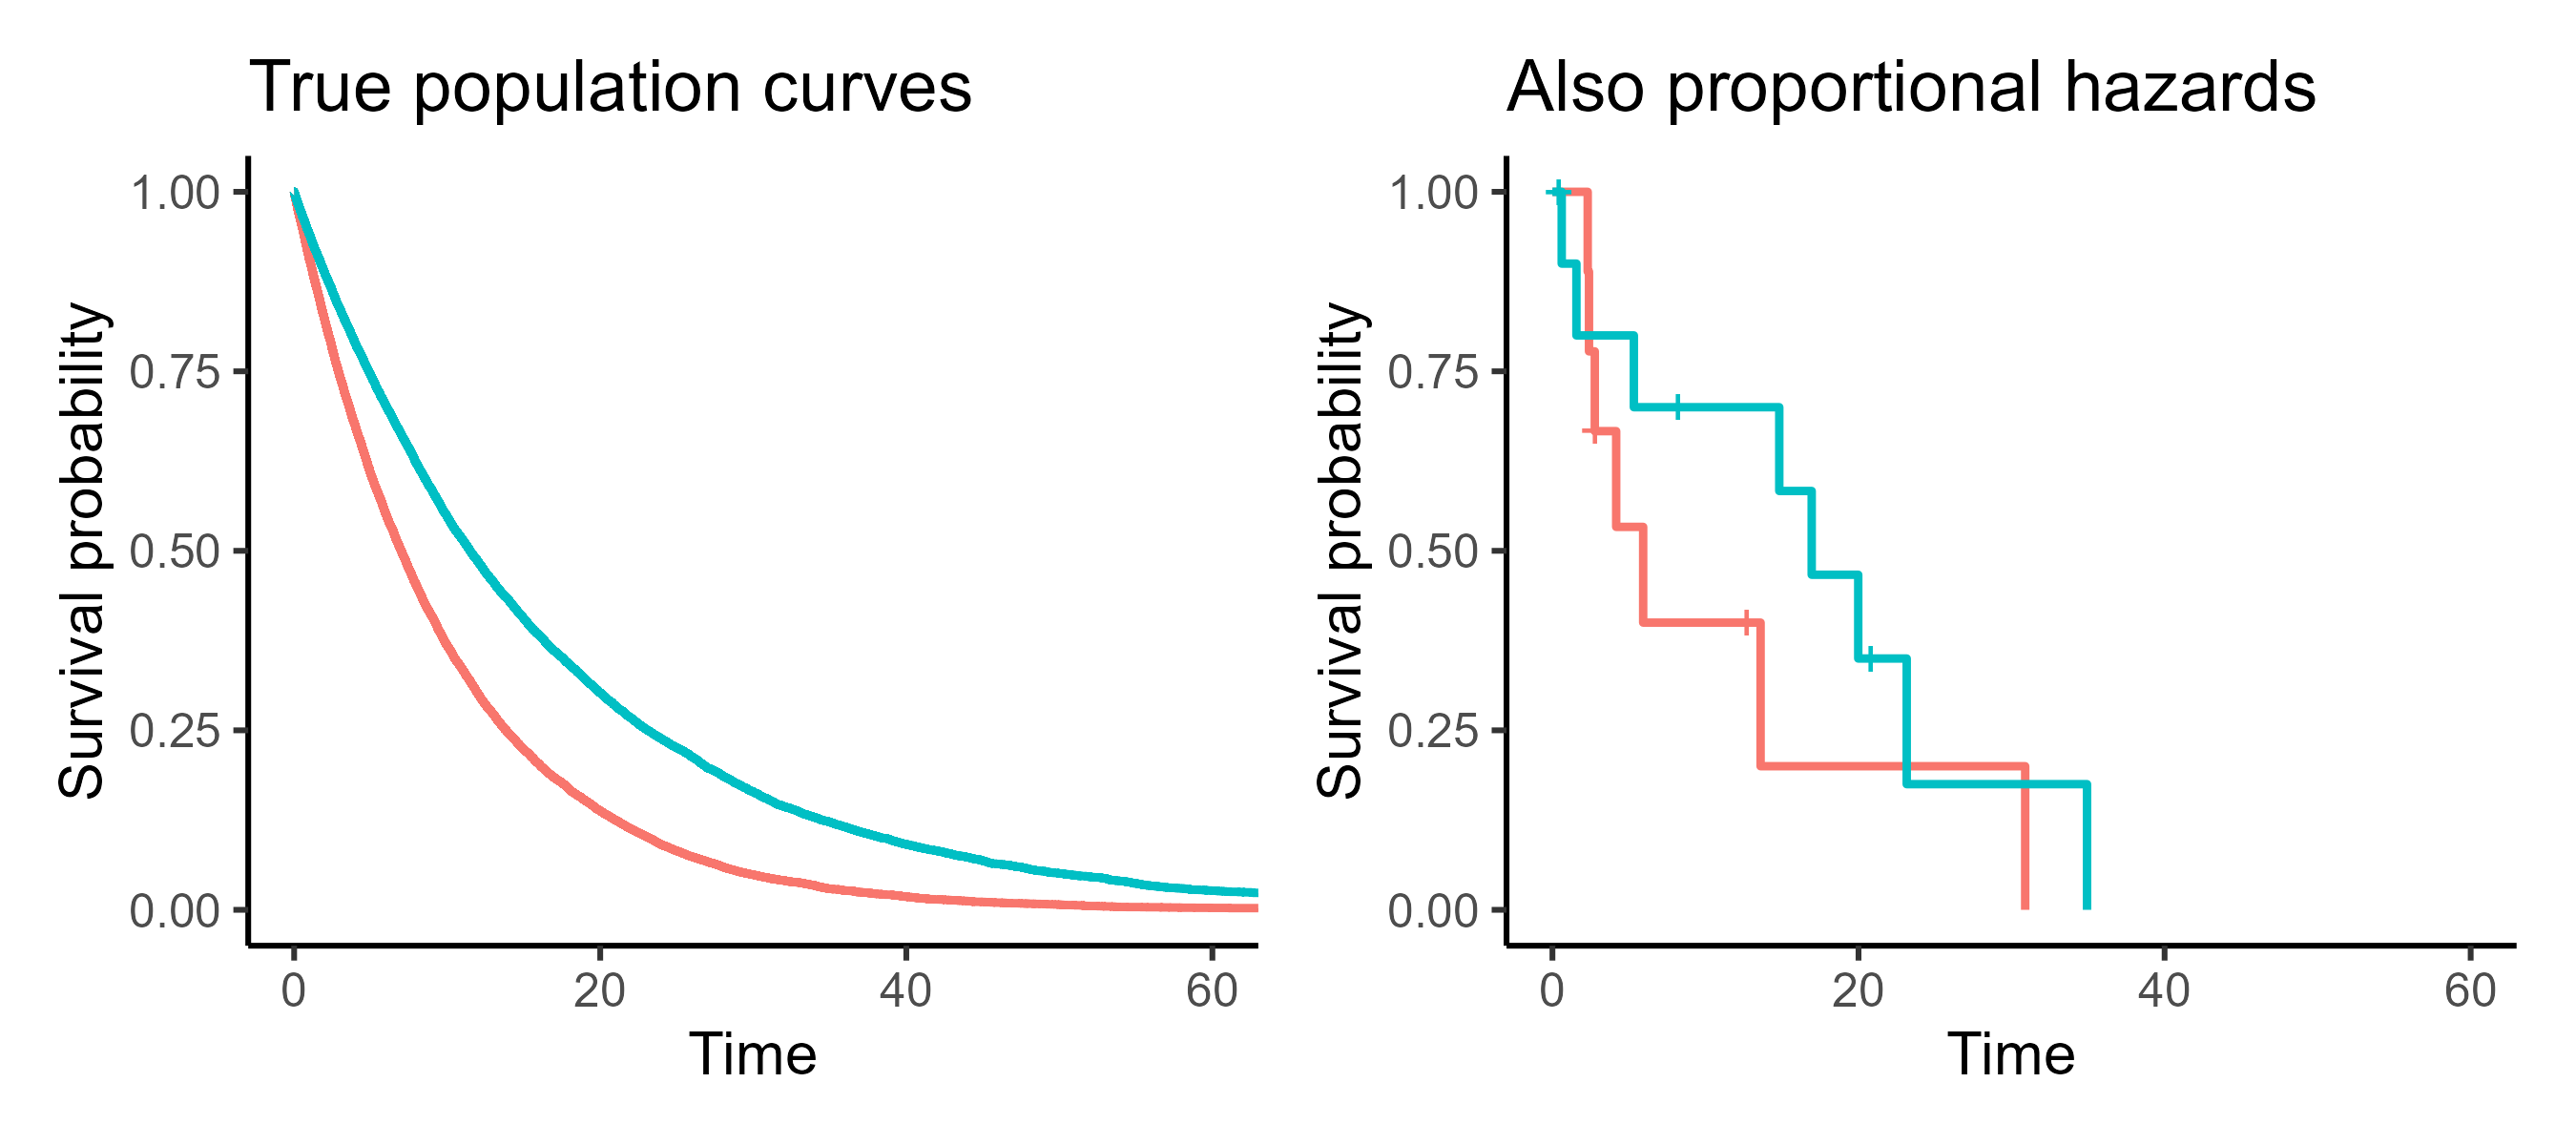 True population curves
Survival probability
1.00
0.75
0.50
0.25
0.00
0 20 40 60
Time
Also proportional hazards
Survival probability
1.00
0.75
0.50
0.25
0.00
0 20 40 60
Time